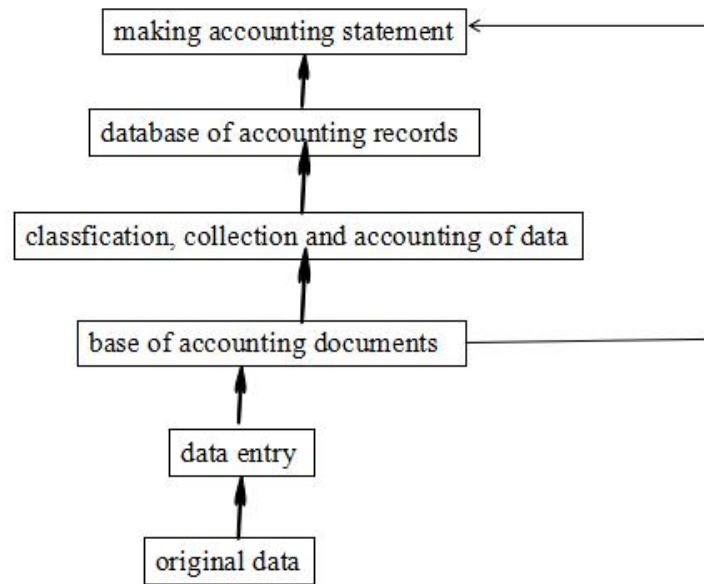 making accounting statement
database of accounting records
classfication, collection and accounting of data
base of accounting documents
data entry
original data